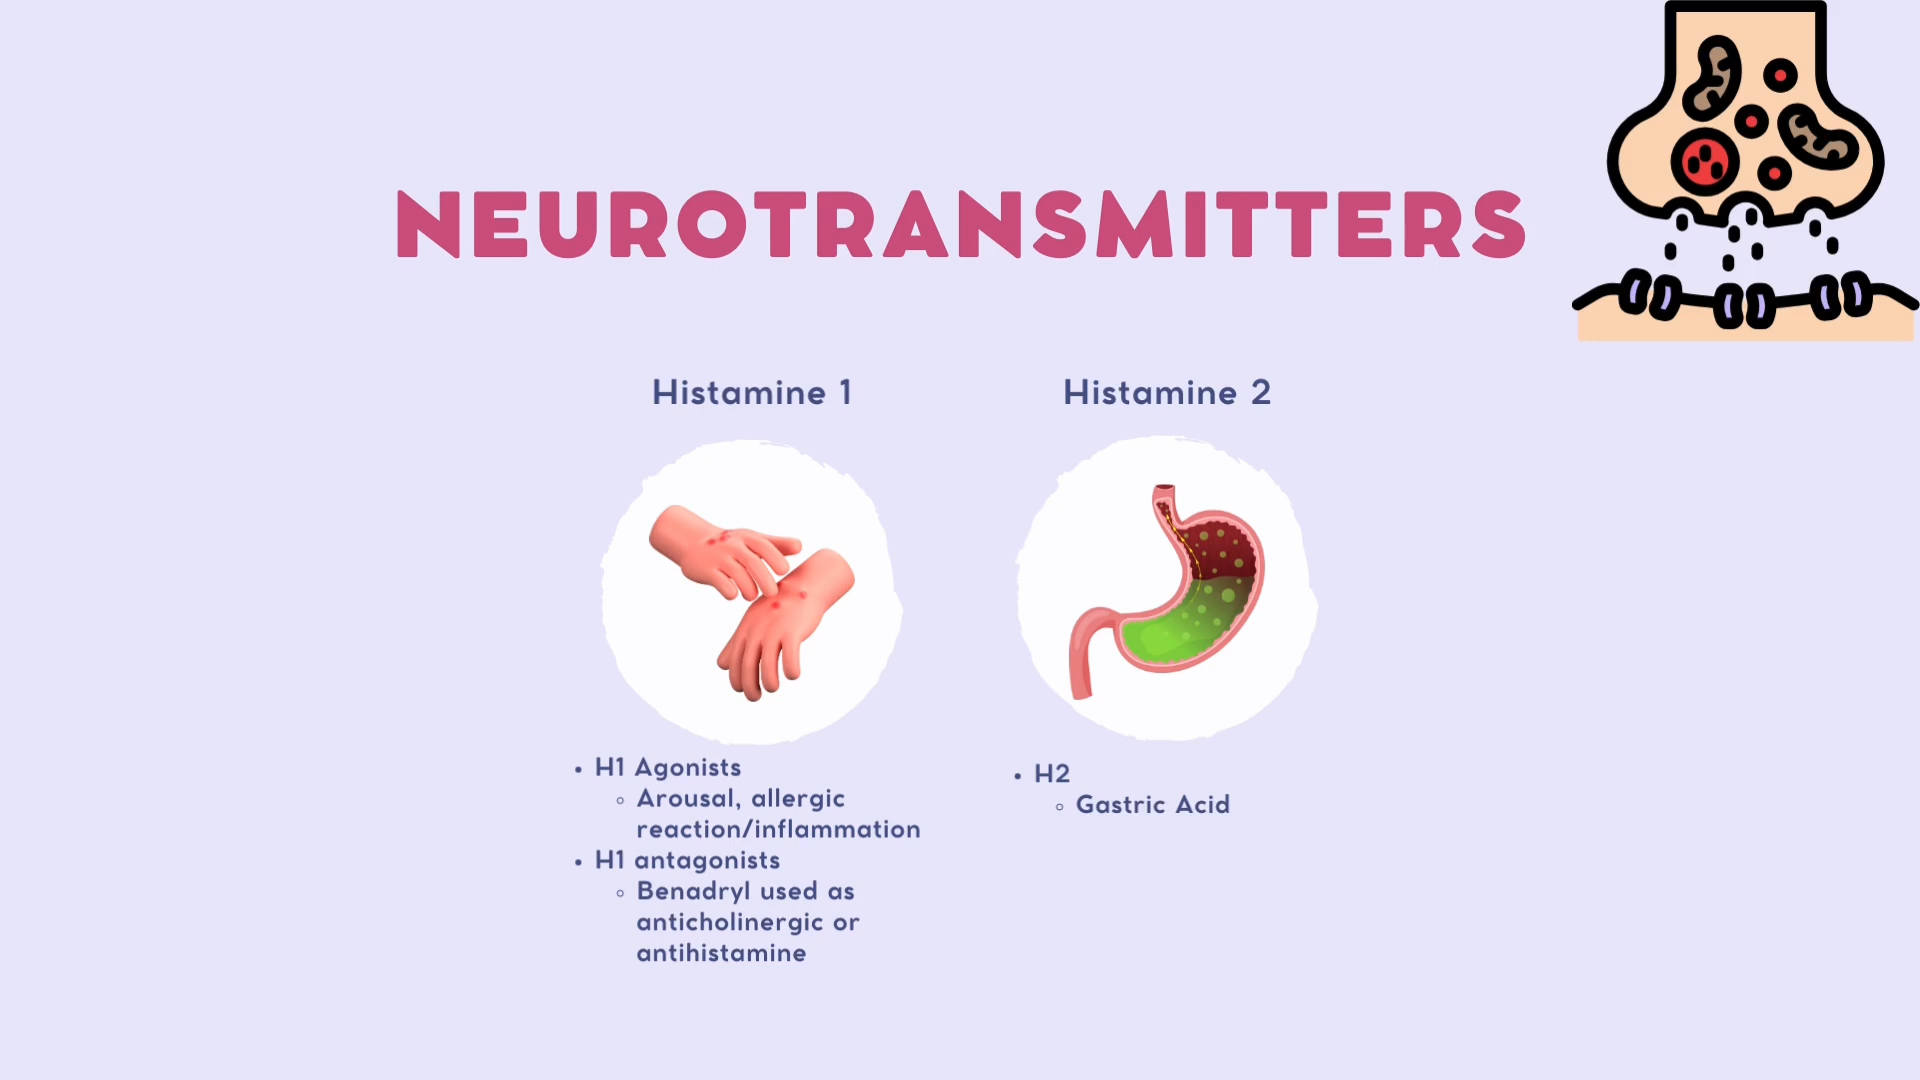 NEUROTRANSMITTERS
Histamine 1
Histamine 2
• H1 Agonists
◦ Arousal, allergic
reaction/inflammation
• H1 antagonists
◦ Benadryl used as
anticholinergic or
antihistamine
• H2
◦ Gastric Acid